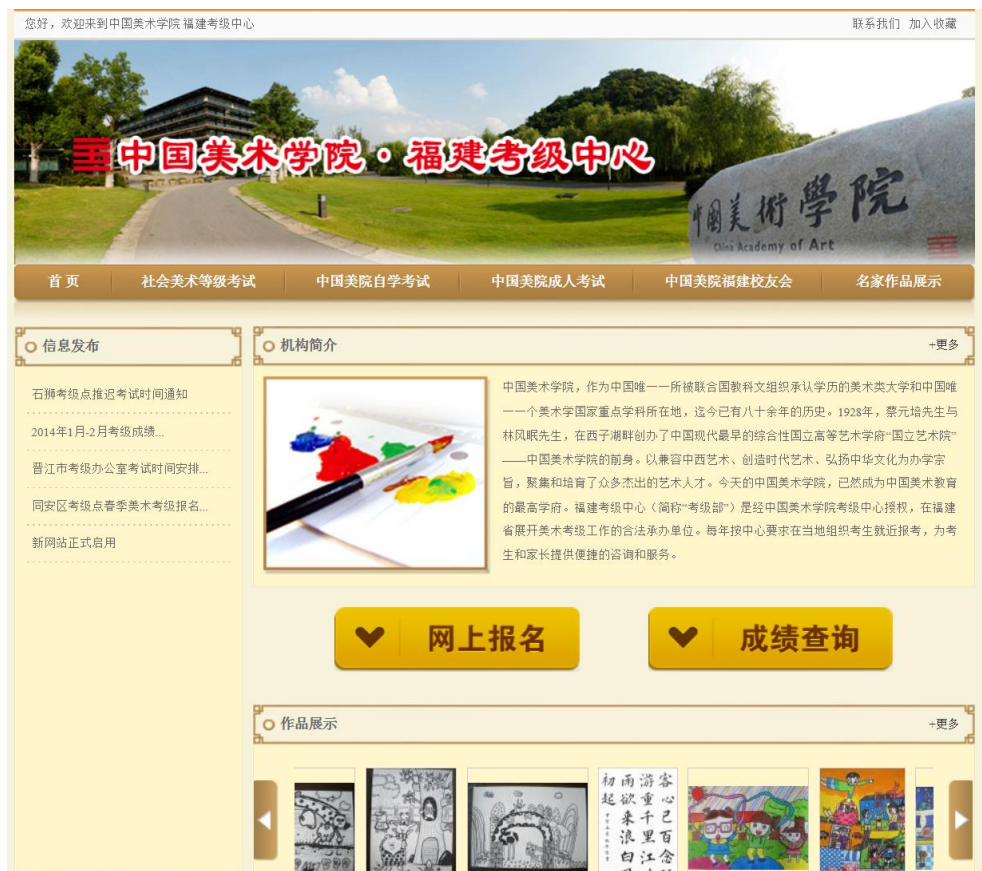 您好，欢迎来到中国美术学院 福建考级中心
联系我们 加入收藏
中国美术学院·福建考级中心
中國美術學院
China Academy of Art
首 页 社会美术等级考试 中国美院自学考试 中国美院成人考试 中国美院福建校友会 名家作品展示
信息发布
石狮考级点推迟考试时间通知
2014年1月-2月考级成绩...
晋江市考级办公室考试时间安排...
同安区考级点春季美术考级报名...
新网站正式启用
机构简介
+更多
中国美术学院，作为中国唯一一所被联合国教科文组织承认学历的美术类大学和中国唯
一一个美术学国家重点学科所在地，迄今已有八十余年的历史。1928年，蔡元培先生与
林风眠先生，在西子湖畔创办了中国现代最早的综合性国立高等艺术学府“国立艺术院”
——中国美术学院的前身。以兼容中西艺术、创造时代艺术、弘扬中华文化为办学宗
旨，聚集和培育了众多杰出的艺术人才。今天的中国美术学院，已然成为中国美术教育
的最高学府。福建考级中心（简称“考级部”）是经中国美术学院考级中心授权，在福建
省展开美术考级工作的合法承办单位。每年按中心要求在当地组织考生就近报考，为考
生和家长提供便捷的咨询和服务。
网上报名
成绩查询
作品展示
+更多
客心已百念
游重千里江
雨欲来浪白
初起